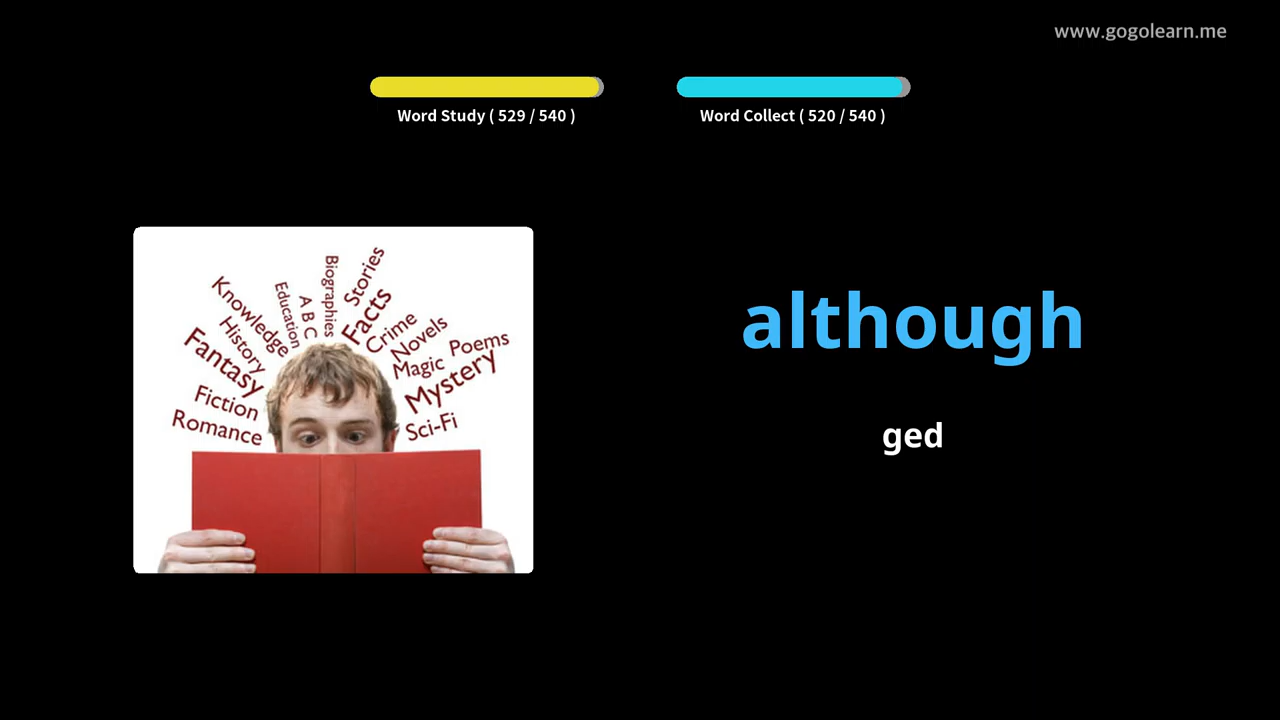 www.gogolearn.me
Word Study ( 529 / 540 )
Word Collect ( 520 / 540 )
Romance
Fiction
Fantasy
History
Knowledge
Education
A B C
Biographies
Stories
Facts
Crime
Novels
Magic
Poems
Mystery
Sci-Fi
although
ged